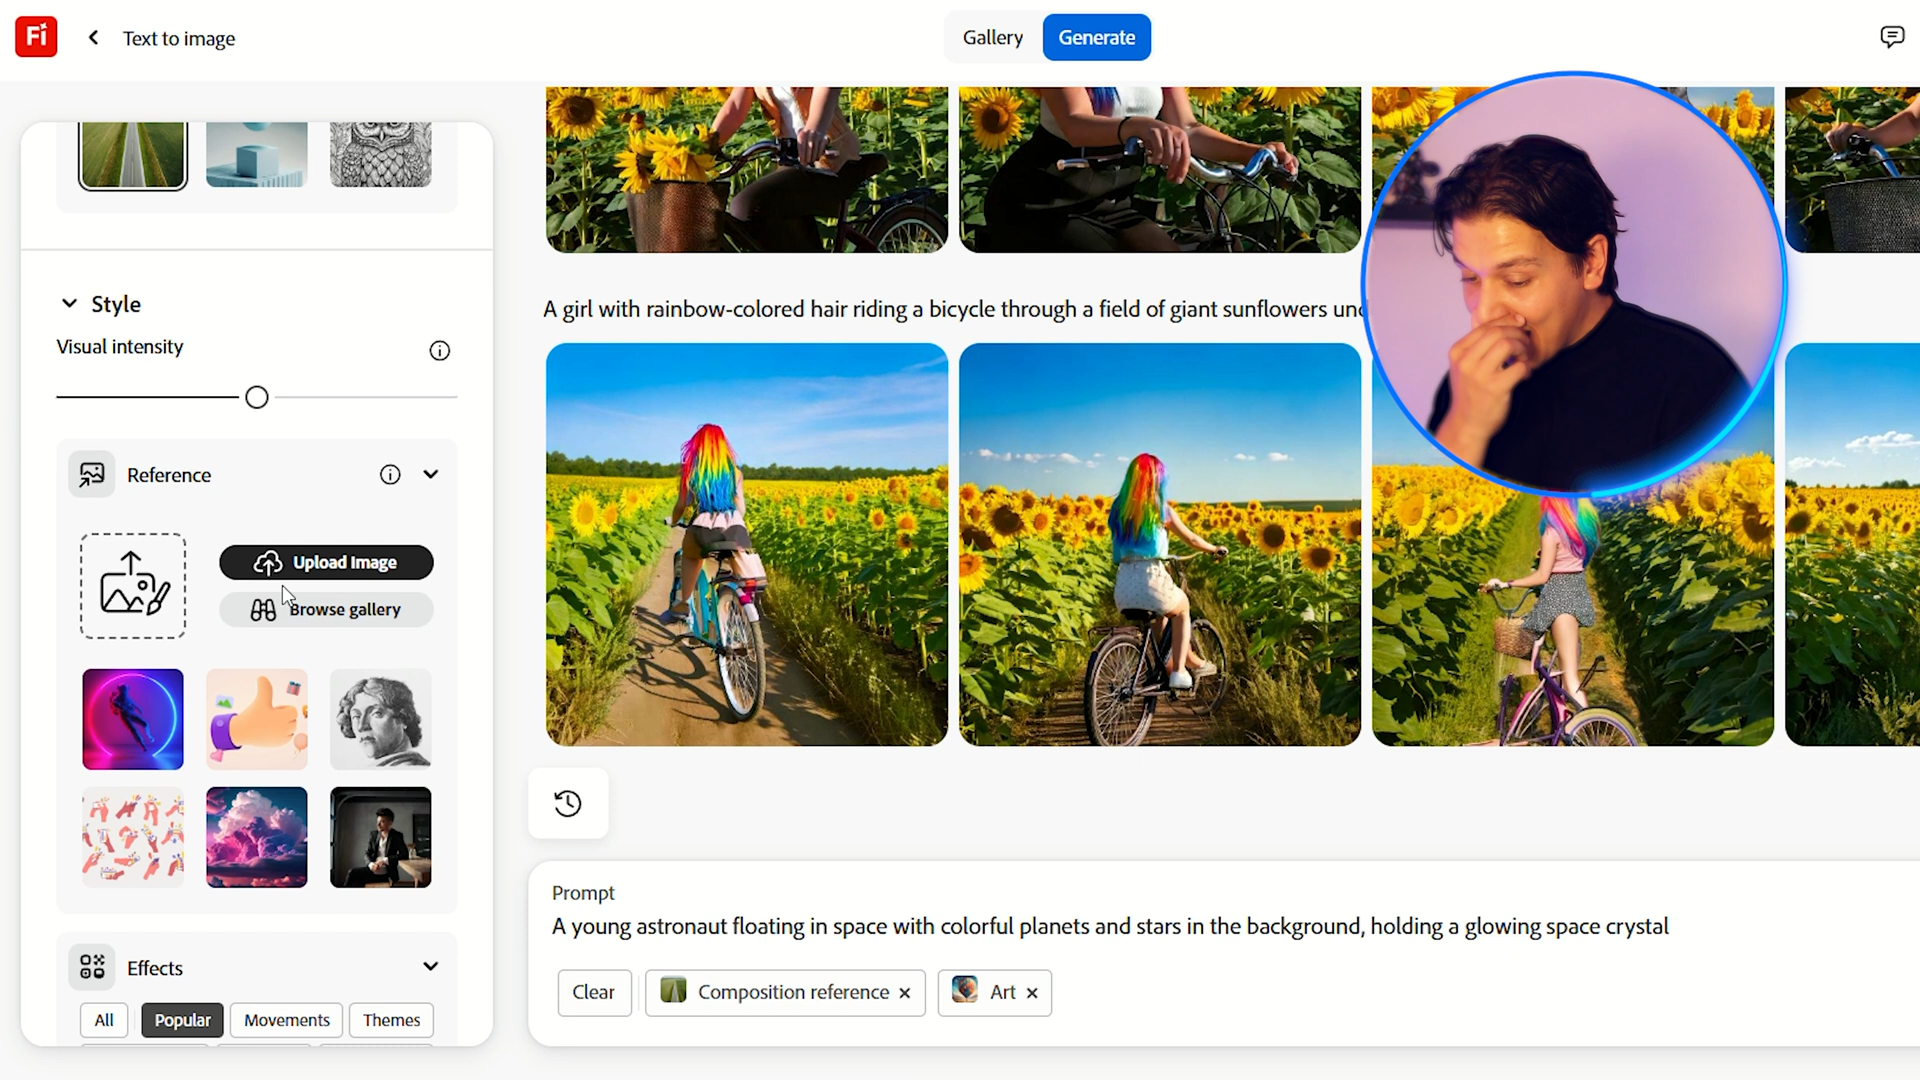 Fi
Text to image
Gallery
Generate
Style
Visual intensity
Reference
Upload Image
Browse gallery
Effects
All
Popular
Movements
Themes
A girl with rainbow-colored hair riding a bicycle through a field of giant sunflowers
Prompt
A young astronaut floating in space with colorful planets and stars in the background, holding a glowing space crystal
Clear
Composition reference ×
Art ×